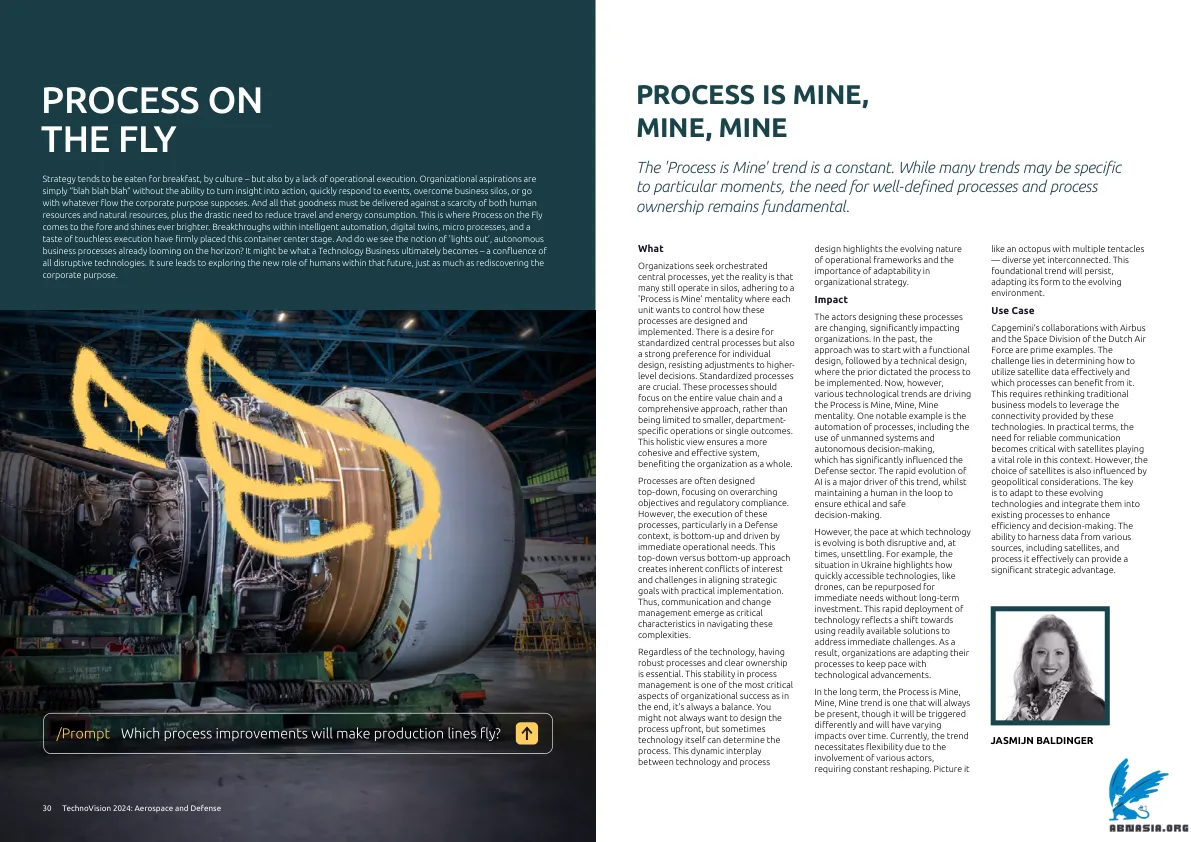 PROCESS ON
THE FLY
Strategy tends to be eaten for breakfast, by culture – but also by a lack of operational execution. Organizational aspirations are
simply "blah blah blah" without the ability to turn insight into action, quickly respond to events, overcome business silos, or go
with whatever flow the corporate purpose supposes. And all that goodness must be delivered against a scarcity of both human
resources and natural resources, plus the drastic need to reduce travel and energy consumption. This is where Process on the Fly
comes to the fore and shines ever brighter. Breakthroughs within intelligent automation, digital twins, micro processes, and a
taste of touchless execution have firmly placed this container center stage. And do we see the notion of 'lights out', autonomous
business processes already looming on the horizon? It might be what a Technology Business ultimately becomes – a confluence of
all disruptive technologies. It sure leads to exploring the new role of humans within that future, just as much as rediscovering the
corporate purpose.
/Prompt Which process improvements will make production lines fly?
30 TechnoVision 2024: Aerospace and Defense
PROCESS IS MINE,
MINE, MINE
The 'Process is Mine' trend is a constant. While many trends may be specific
to particular moments, the need for well-defined processes and process
ownership remains fundamental.
What
Organizations seek orchestrated
central processes, yet the reality is that
many still operate in silos, adhering to a
'Process is Mine' mentality where each
unit wants to control how these
processes are designed and
implemented. There is a desire for
standardized central processes but also
a strong preference for individual
design, resisting adjustments to higher-
level decisions. Standardized processes
are crucial. These processes should
focus on the entire value chain and a
comprehensive approach, rather than
being limited to smaller, department-
specific operations or single outcomes.
This holistic view ensures a more
cohesive and effective system,
benefiting the organization as a whole.
Processes are often designed
top-down, focusing on overarching
objectives and regulatory compliance.
However, the execution of these
processes, particularly in a Defense
context, is bottom-up and driven by
immediate operational needs. This
top-down versus bottom-up approach
creates inherent conflicts of interest
and challenges in aligning strategic
goals with practical implementation.
Thus, communication and change
management emerge as critical
characteristics in navigating these
complexities.
Regardless of the technology, having
robust processes and clear ownership
is essential. This stability in process
management is one of the most critical
aspects of organizational success as in
the end, it's always a balance. You
might not always want to design the
process upfront, but sometimes
technology itself can determine the
process. This dynamic interplay
between technology and process
design highlights the evolving nature
of operational frameworks and the
importance of adaptability in
organizational strategy.
Impact
The actors designing these processes
are changing, significantly impacting
organizations. In the past, the
approach was to start with a functional
design, followed by a technical design,
where the prior dictated the process to
be implemented. Now, however,
various technological trends are driving
the Process is Mine, Mine, Mine
mentality. One notable example is the
automation of processes, including the
use of unmanned systems and
autonomous decision-making,
which has significantly influenced the
Defense sector. The rapid evolution of
AI is a major driver of this trend, whilst
maintaining a human in the loop to
ensure ethical and safe
decision-making.
However, the pace at which technology
is evolving is both disruptive and, at
times, unsettling. For example, the
situation in Ukraine highlights how
quickly accessible technologies, like
drones, can be repurposed for
immediate needs without long-term
investment. This rapid deployment of
technology reflects a shift towards
using readily available solutions to
address immediate challenges. As a
result, organizations are adapting their
processes to keep pace with
technological advancements.
In the long term, the Process is Mine,
Mine, Mine trend is one that will always
be present, though it will be triggered
differently and will have varying
impacts over time. Currently, the trend
necessitates flexibility due to the
involvement of various actors,
requiring constant reshaping. Picture it
like an octopus with multiple tentacles
— diverse yet interconnected. This
foundational trend will persist,
adapting its form to the evolving
environment.
Use Case
Capgemini's collaborations with Airbus
and the Space Division of the Dutch Air
Force are prime examples. The
challenge lies in determining how to
utilize satellite data effectively and
which processes can benefit from it.
This requires rethinking traditional
business models to leverage the
connectivity provided by these
technologies. In practical terms, the
need for reliable communication
becomes critical with satellites playing
a vital role in this context. However, the
choice of satellites is also influenced by
geopolitical considerations. The key
is to adapt to these evolving
technologies and integrate them into
existing processes to enhance
efficiency and decision-making. The
ability to harness data from various
sources, including satellites, and
process it effectively can provide a
significant strategic advantage.
JASMIJN BALDINGER
ABNASIA.ORG